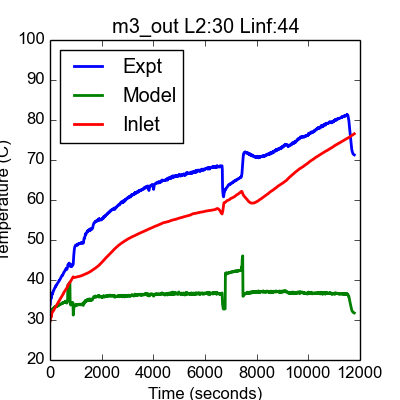 m3_out L2:30 Linf:44
100
90
80
70
60
50
40
30
20
Temperature (C)
Expt
Model
Inlet
0 2000 4000 6000 8000 10000 12000
Time (seconds)